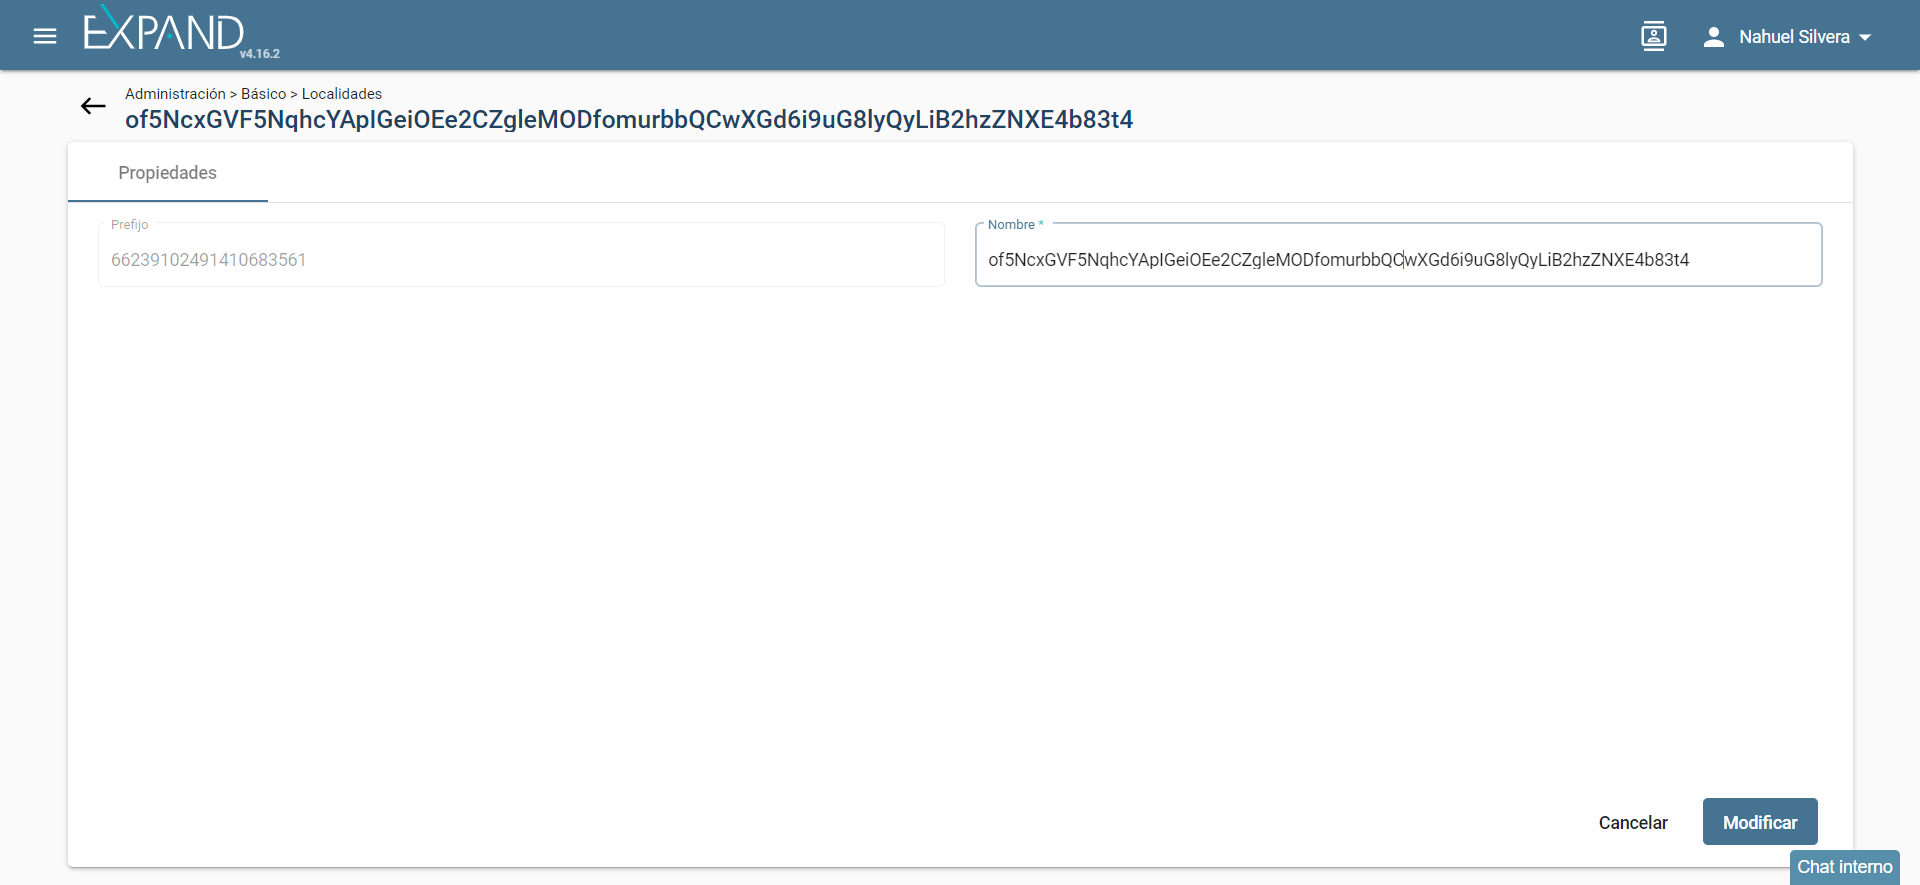 EXPAND
v4.16.2
Nahuel Silvera
Administración > Básico > Localidades
of5NcxGVF5NqhcYApIGeiOEe2CZgleMODfomurbbQCwXGd6i9uG8lyQyLiB2hzZNXE4b83t4
Propiedades
Prefijo
66239102491410683561
Nombre *
of5NcxGVF5NqhcYApIGeiOEe2CZgleMODfomurbbQCwXGd6i9uG8lyQyLiB2hzZNXE4b83t4
Cancelar
Modificar
Chat interno